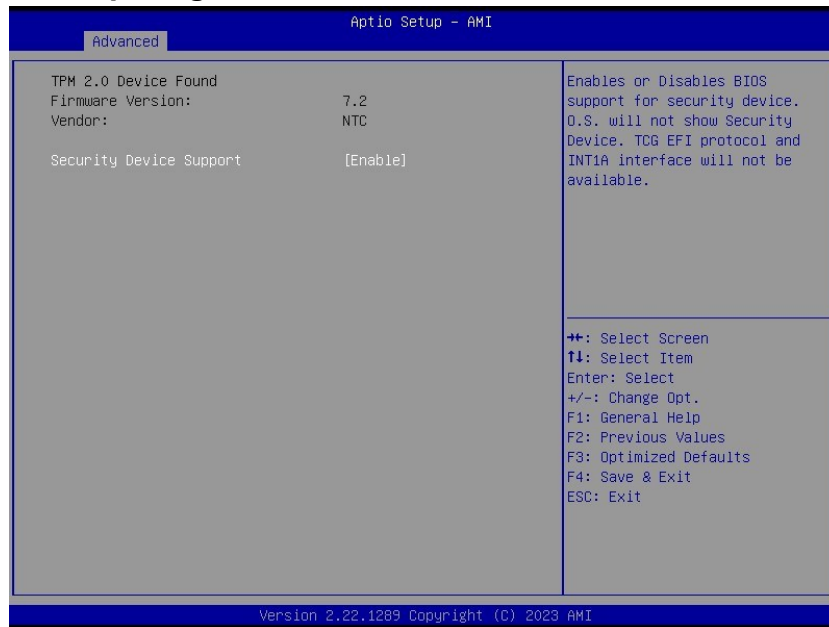 Aptio Setup - AMI
Advanced
TPM 2.0 Device Found
Firmware Version: 7.2
Vendor: NTC
Security Device Support [Enable]
Enables or Disables BIOS
support for security device.
O.S. will not show Security
Device. TCG EFI protocol and
INT1A interface will not be
available.
→←: Select Screen
↑↓: Select Item
Enter: Select
+/-: Change Opt.
F1: General Help
F2: Previous Values
F3: Optimized Defaults
F4: Save & Exit
ESC: Exit
Version 2.22.1289 Copyright (C) 2023 AMI